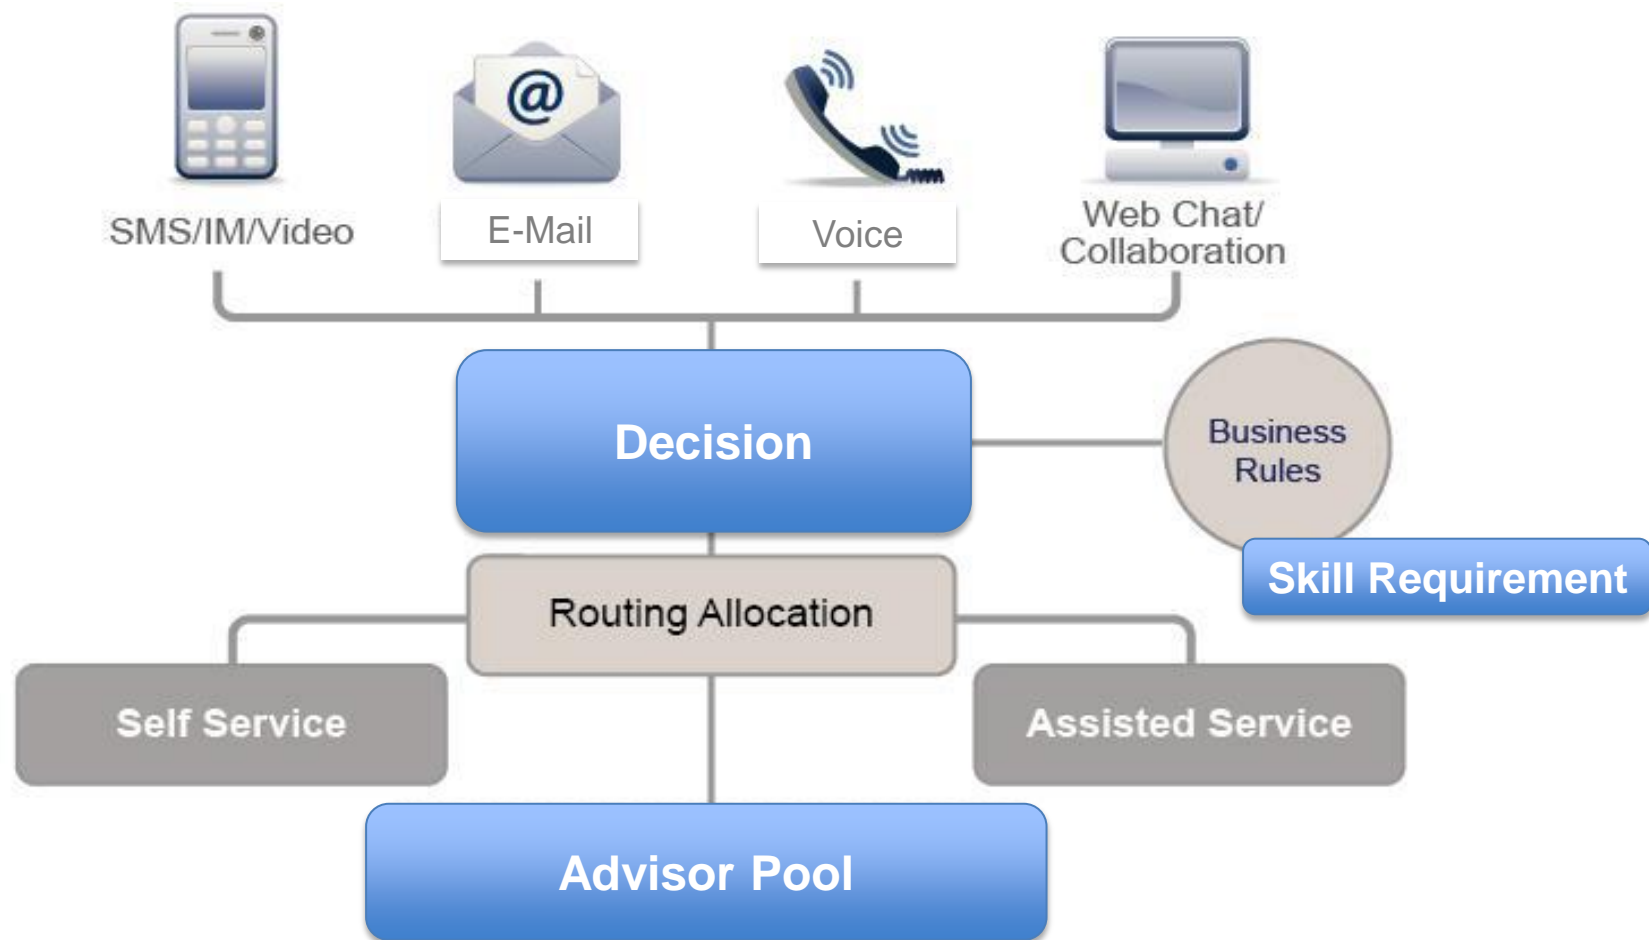 @
SMS/IM/Video
E-Mail
Voice
Web Chat/
Collaboration
Decision
Business
Rules
Skill Requirement
Routing Allocation
Self Service
Assisted Service
Advisor Pool